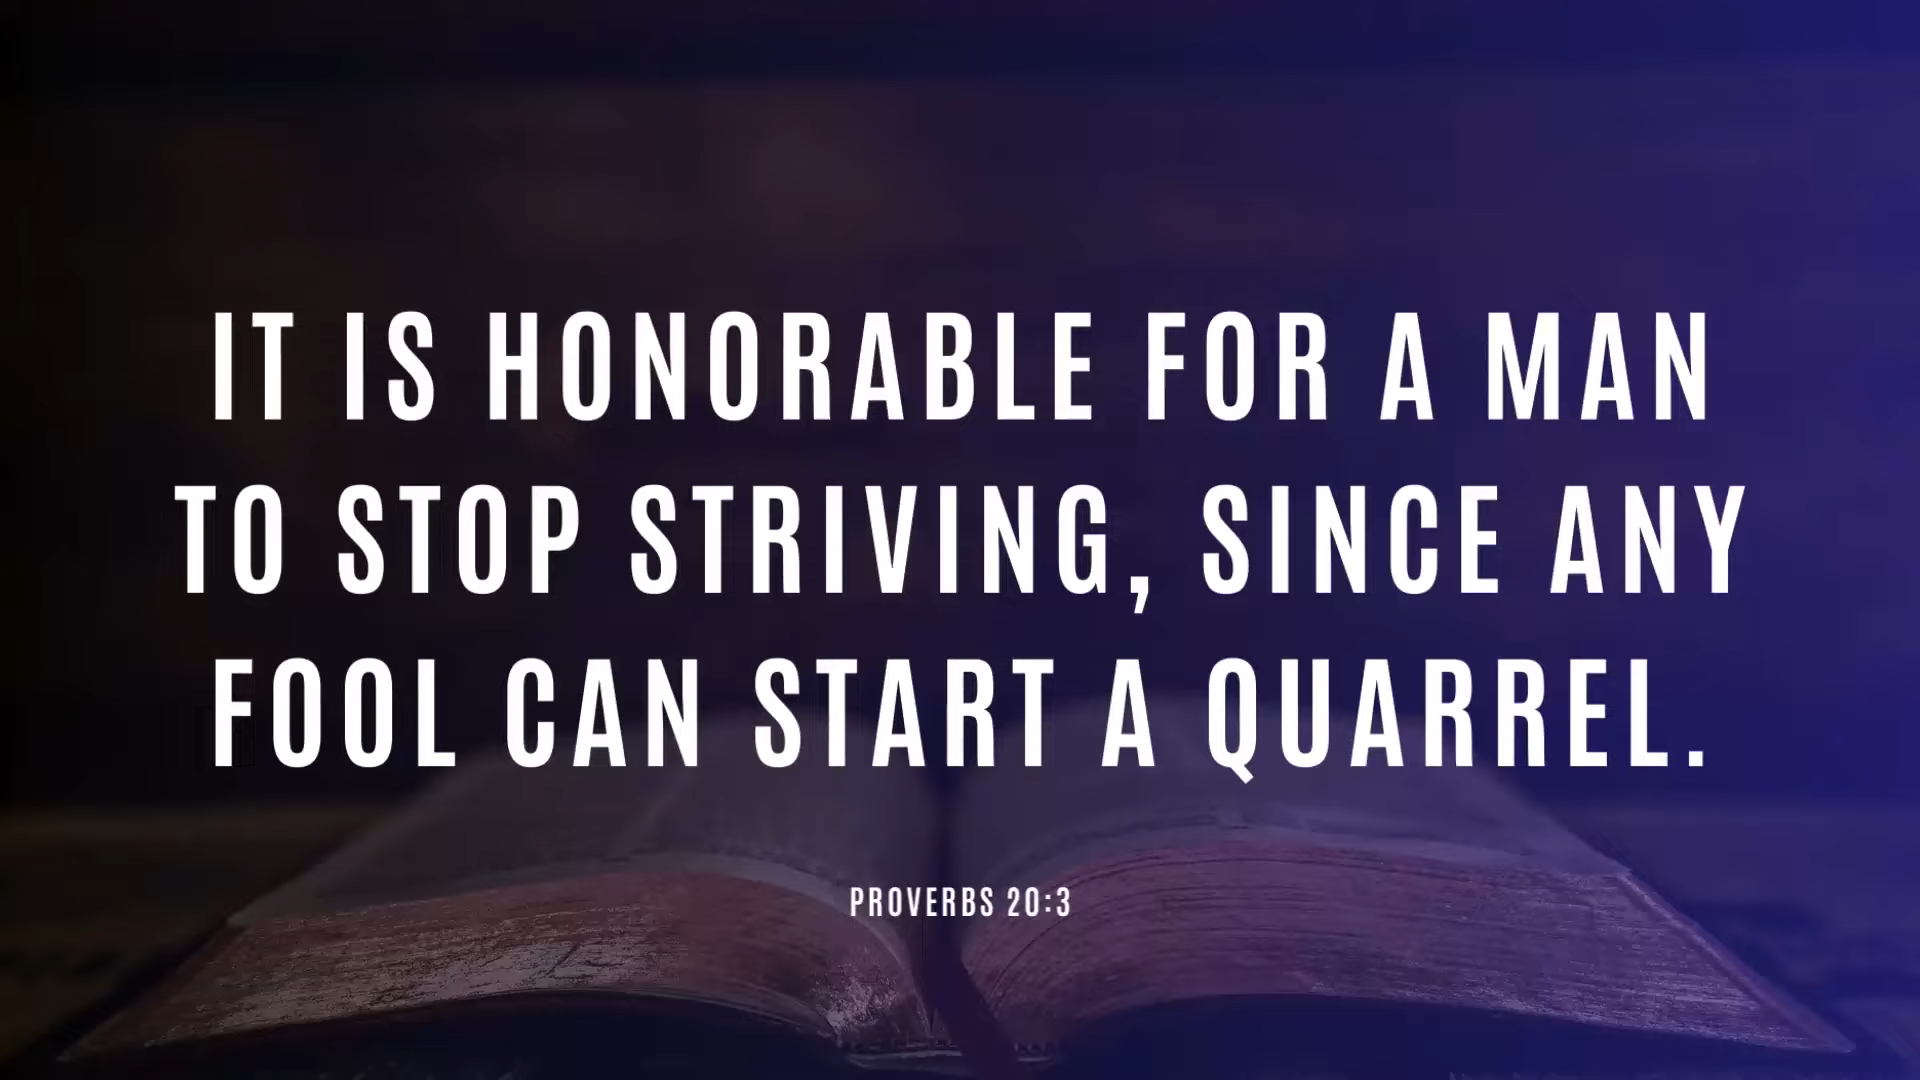 IT IS HONORABLE FOR A MAN
TO STOP STRIVING, SINCE ANY
FOOL CAN START A QUARREL.
PROVERBS 20:3